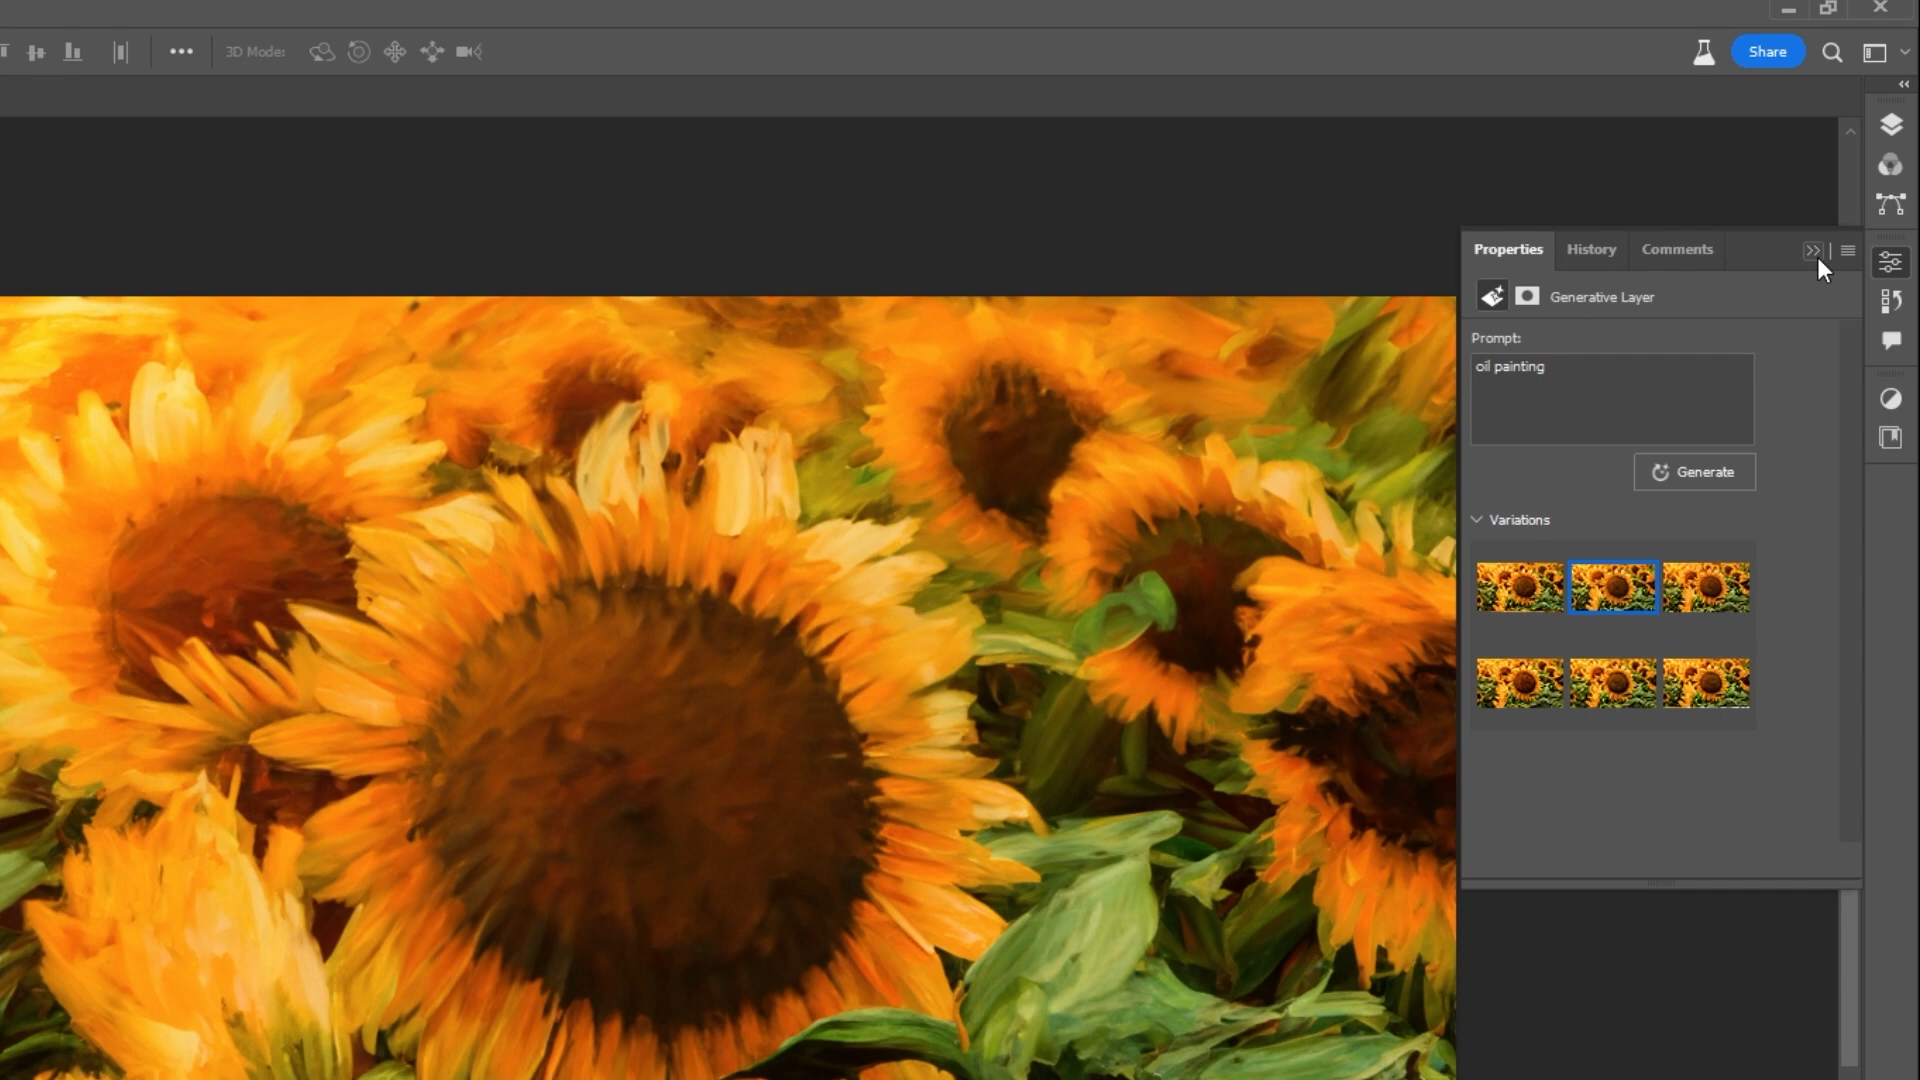 3D Mode:
Share
Properties
History
Comments
Generative Layer
Prompt:
oil painting
Generate
Variations